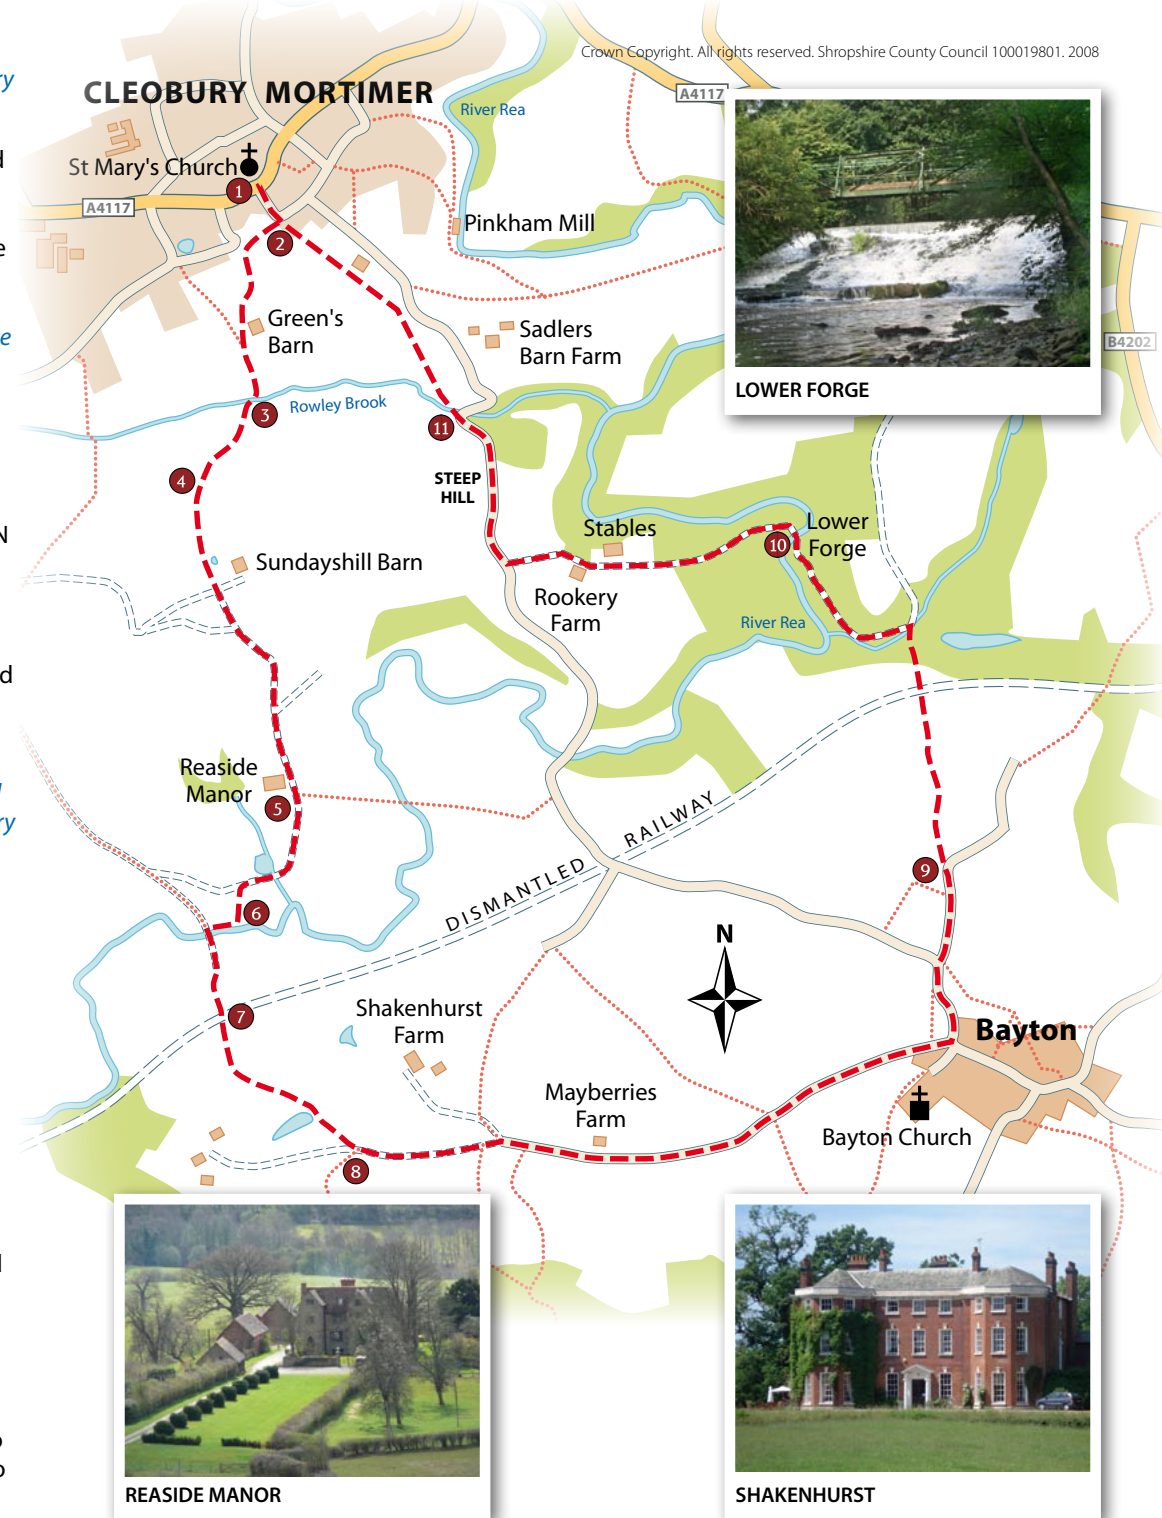 Crown Copyright. All rights reserved. Shropshire County Council 100019801. 2008
CLEOBURY MORTIMER
A4117
River Rea
St Mary's Church
1
A4117
2
Pinkham Mill
Green's
Barn
Sadlers
Barn Farm
B4202
LOWER FORGE
Rowley Brook
3
11
4
STEEP
HILL
Stables
Lower
Forge
10
Sundayshill Barn
Rookery
Farm
River Rea
Reaside
Manor
5
DISMANTLED RAILWAY
9
6
N
7
Shakenhurst
Farm
Bayton
Mayberries
Farm
Bayton Church
8
REASIDE MANOR
SHAKENHURST